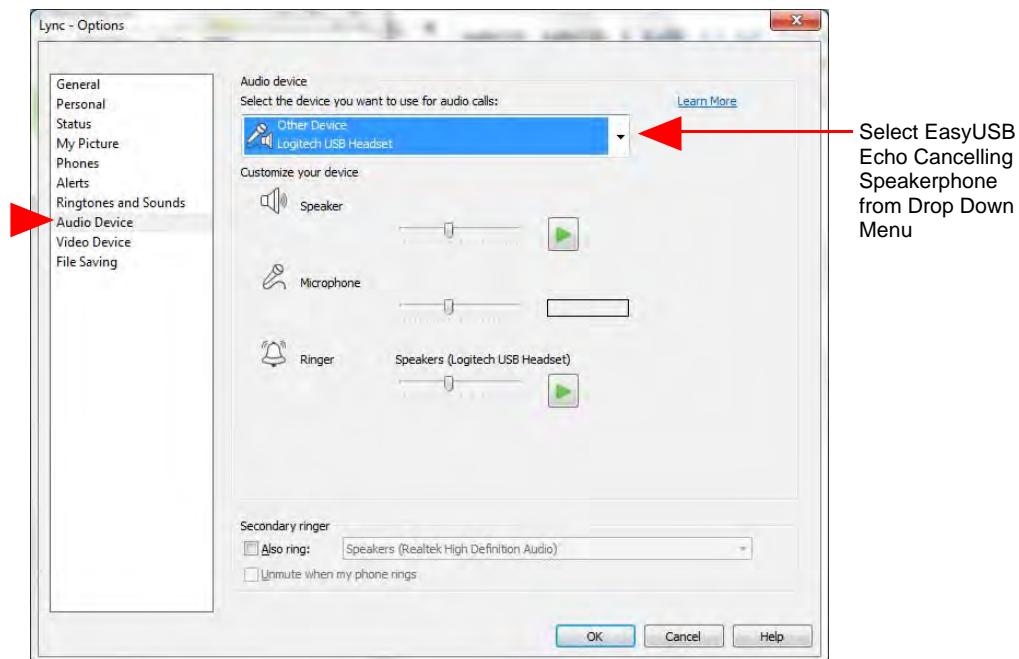 Lync - Options
General
Personal
Status
My Picture
Phones
Alerts
Ringtones and Sounds
Audio Device
Video Device
File Saving
Audio device
Select the device you want to use for audio calls:
Learn More
Other Device
Logitech USB Headset
Customize your device
Speaker
Microphone
Ringer
Speakers (Logitech USB Headset)
Secondary ringer
Also ring:
Speakers (Realtek High Definition Audio)
Unmute when my phone rings
OK
Cancel
Help
Select EasyUSB
Echo Cancelling
Speakerphone
from Drop Down
Menu